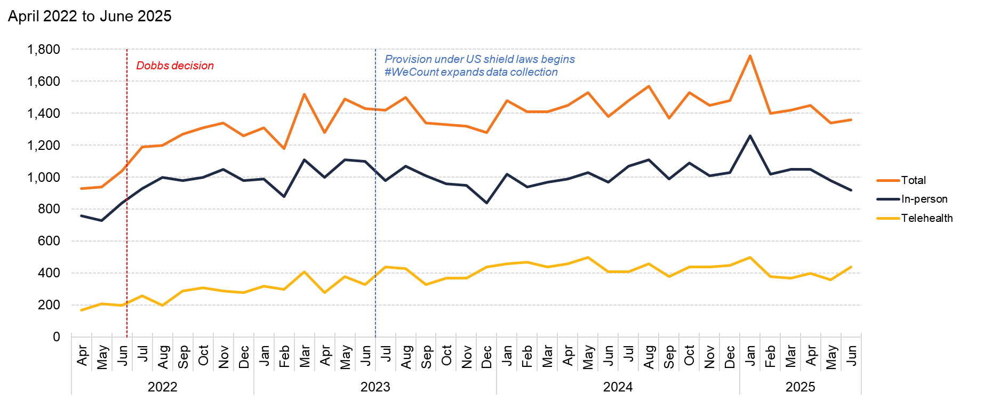 April 2022 to June 2025
1,800
1,600
1,400
1,200
1,000
800
600
400
200
0
Dobbs decision
Provision under US shield laws begins
#WeCount expands data collection
Total
In-person
Telehealth
Apr May Jun Jul Aug Sep Oct Nov Dec Jan Feb Mar Apr May Jun Jul Aug Sep Oct Nov Dec Jan Feb Mar Apr May Jun Jul Aug Sep Oct Nov Dec Jan Feb Mar Apr May Jun
2022 2023 2024 2025